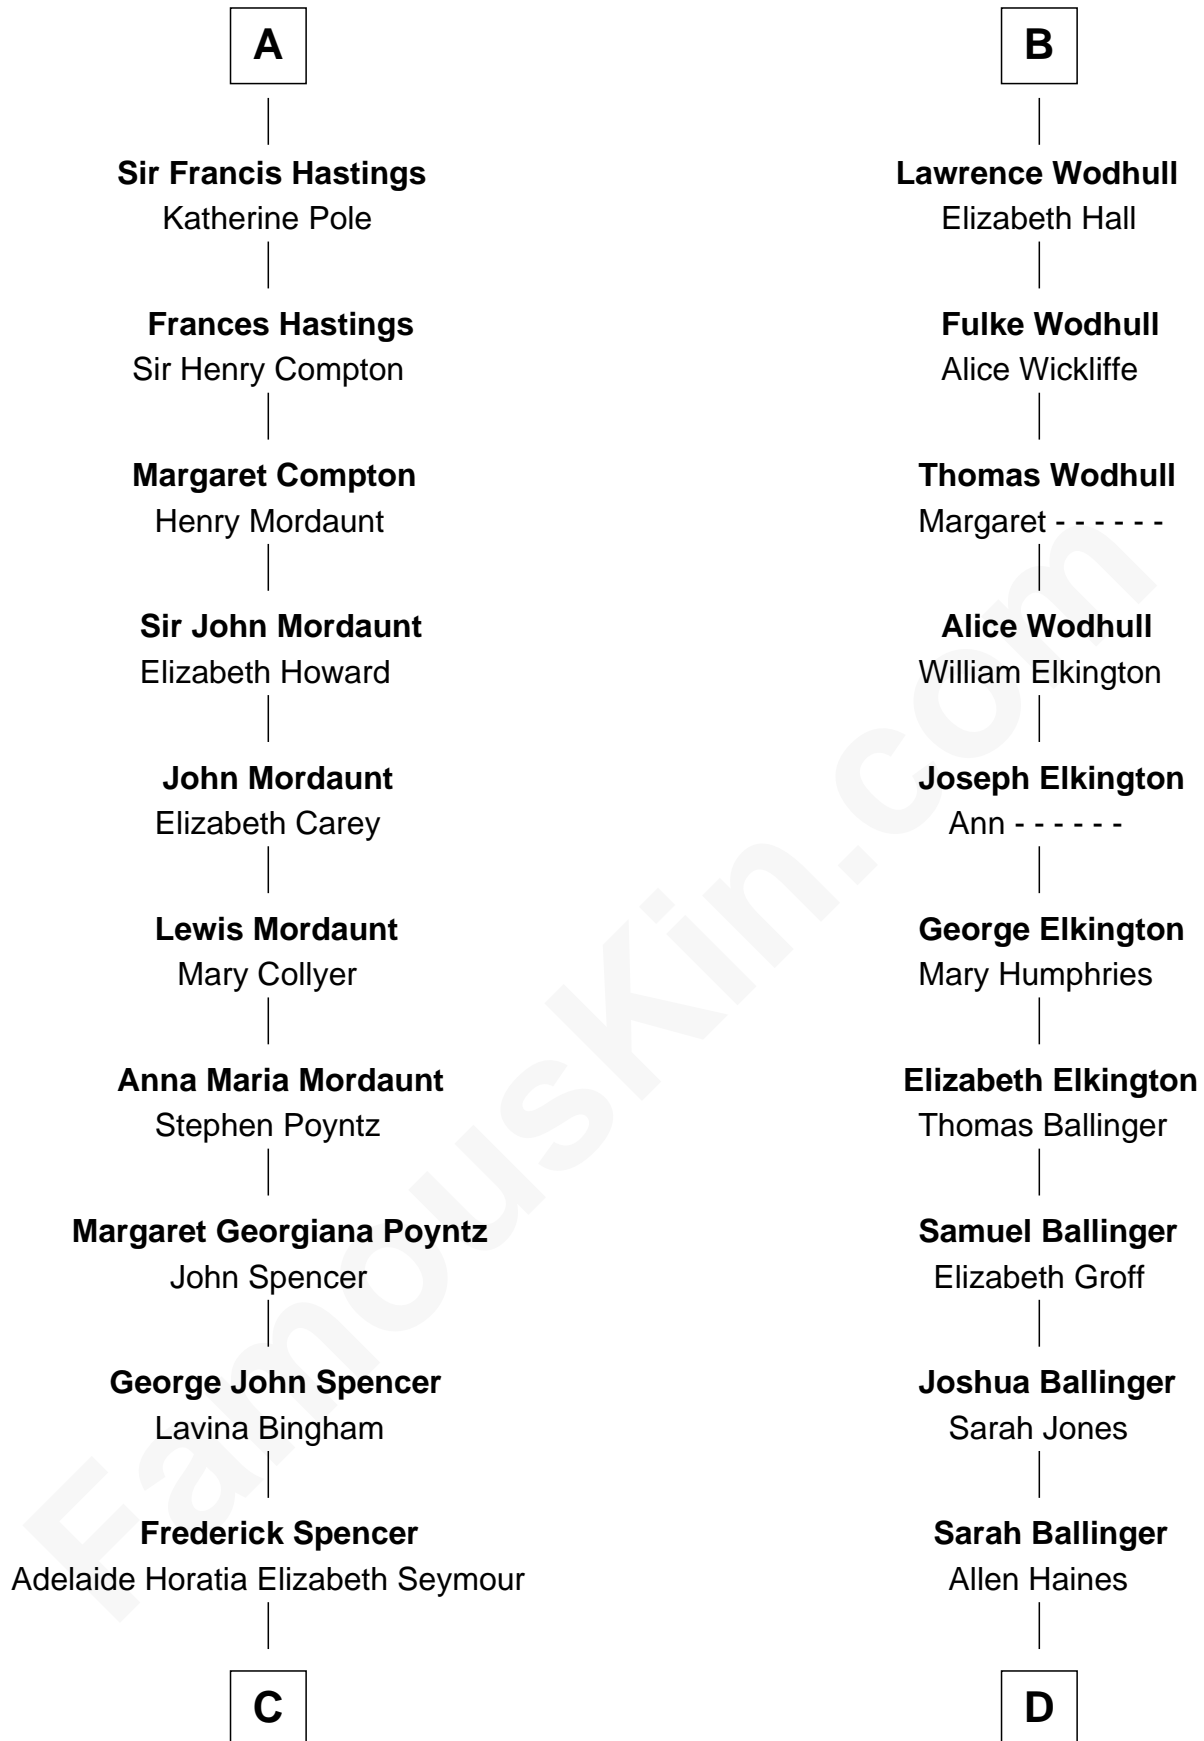 A
Sir Francis Hastings
Katherine Pole
Frances Hastings
Sir Henry Compton
Margaret Compton
Henry Mordaunt
Sir John Mordaunt
Elizabeth Howard
John Mordaunt
Elizabeth Carey
Lewis Mordaunt
Mary Collyer
Anna Maria Mordaunt
Stephen Poyntz
Margaret Georgiana Poyntz
John Spencer
George John Spencer
Lavina Bingham
Frederick Spencer
Adelaide Horatia Elizabeth Seymour
C
B
Lawrence Wodhull
Elizabeth Hall
Fulke Wodhull
Alice Wickliffe
Thomas Wodhull
Margaret - - - - - -
Alice Wodhull
William Elkington
Joseph Elkington
Ann - - - - - -
George Elkington
Mary Humphries
Elizabeth Elkington
Thomas Ballinger
Samuel Ballinger
Elizabeth Groff
Joshua Ballinger
Sarah Jones
Sarah Ballinger
Allen Haines
D
FamousKin.com